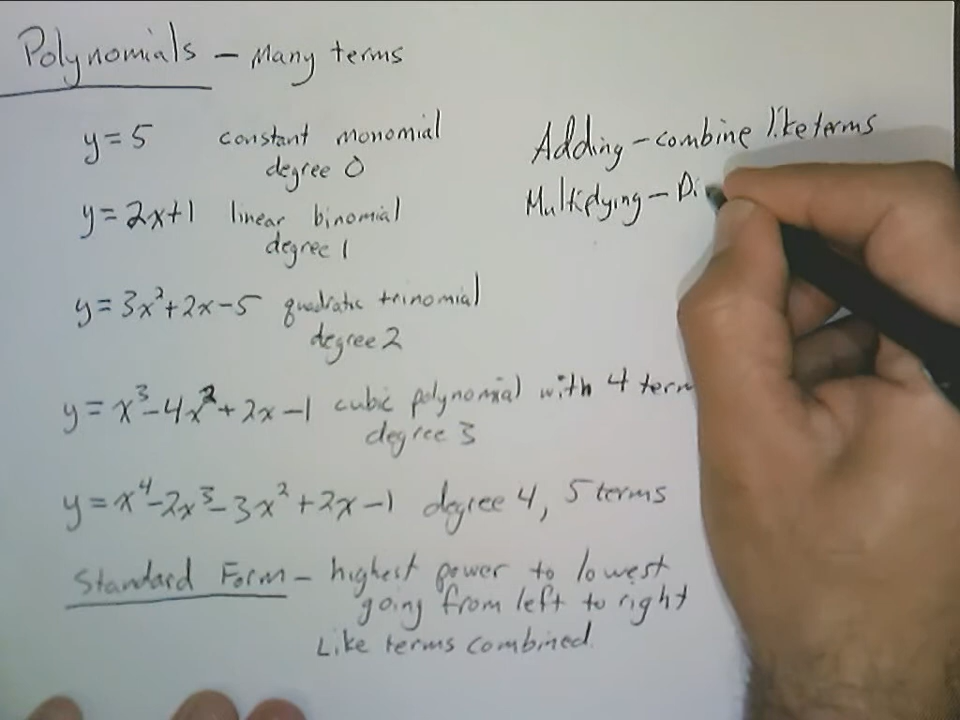 Polynomials - Many terms
y = 5 constant monomial
degree 0
y = 2x+1 linear binomial
degree 1
y = 3x²+2x-5 quadratic trinomial
degree 2
y = x³-4x²+2x-1 cubic polynomial with 4 term
degree 3
y = x⁴-2x³-3x²+2x-1 degree 4, 5 terms
Standard Form - highest power to lowest
going from left to right
Like terms combined.
Adding - combine like terms
Multiplying - Di